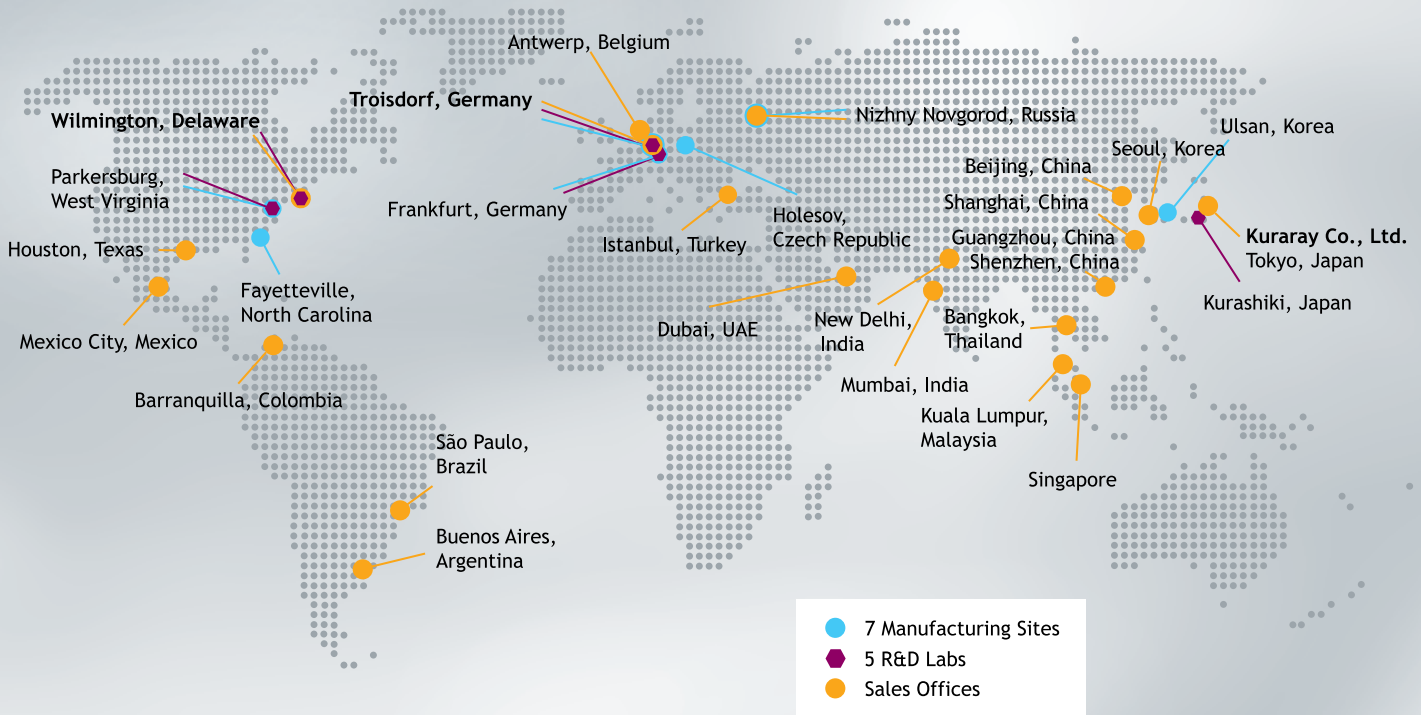 Antwerp, Belgium
Troisdorf, Germany
Wilmington, Delaware
Nizhny Novgorod, Russia
Ulsan, Korea
Seoul, Korea
Beijing, China
Parkersburg,
West Virginia
Shanghai, China
Frankfurt, Germany
Holesov,
Czech Republic
Istanbul, Turkey
Guangzhou, China
Kuraray Co., Ltd.
Tokyo, Japan
Houston, Texas
Shenzhen, China
Fayetteville,
North Carolina
Kurashiki, Japan
Dubai, UAE
New Delhi,
India
Bangkok,
Thailand
Mexico City, Mexico
Mumbai, India
Barranquilla, Colombia
Kuala Lumpur,
Malaysia
São Paulo,
Brazil
Singapore
Buenos Aires,
Argentina
7 Manufacturing Sites
5 R&D Labs
Sales Offices